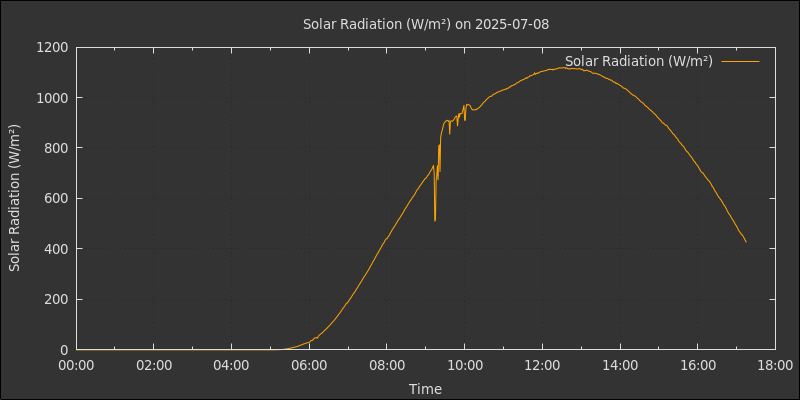 Solar Radiation (W/m²) on 2025-07-08
Solar Radiation (W/m²)
Solar Radiation (W/m²)
1200
1000
800
600
400
200
0
00:00 02:00 04:00 06:00 08:00 10:00 12:00 14:00 16:00 18:00
Time